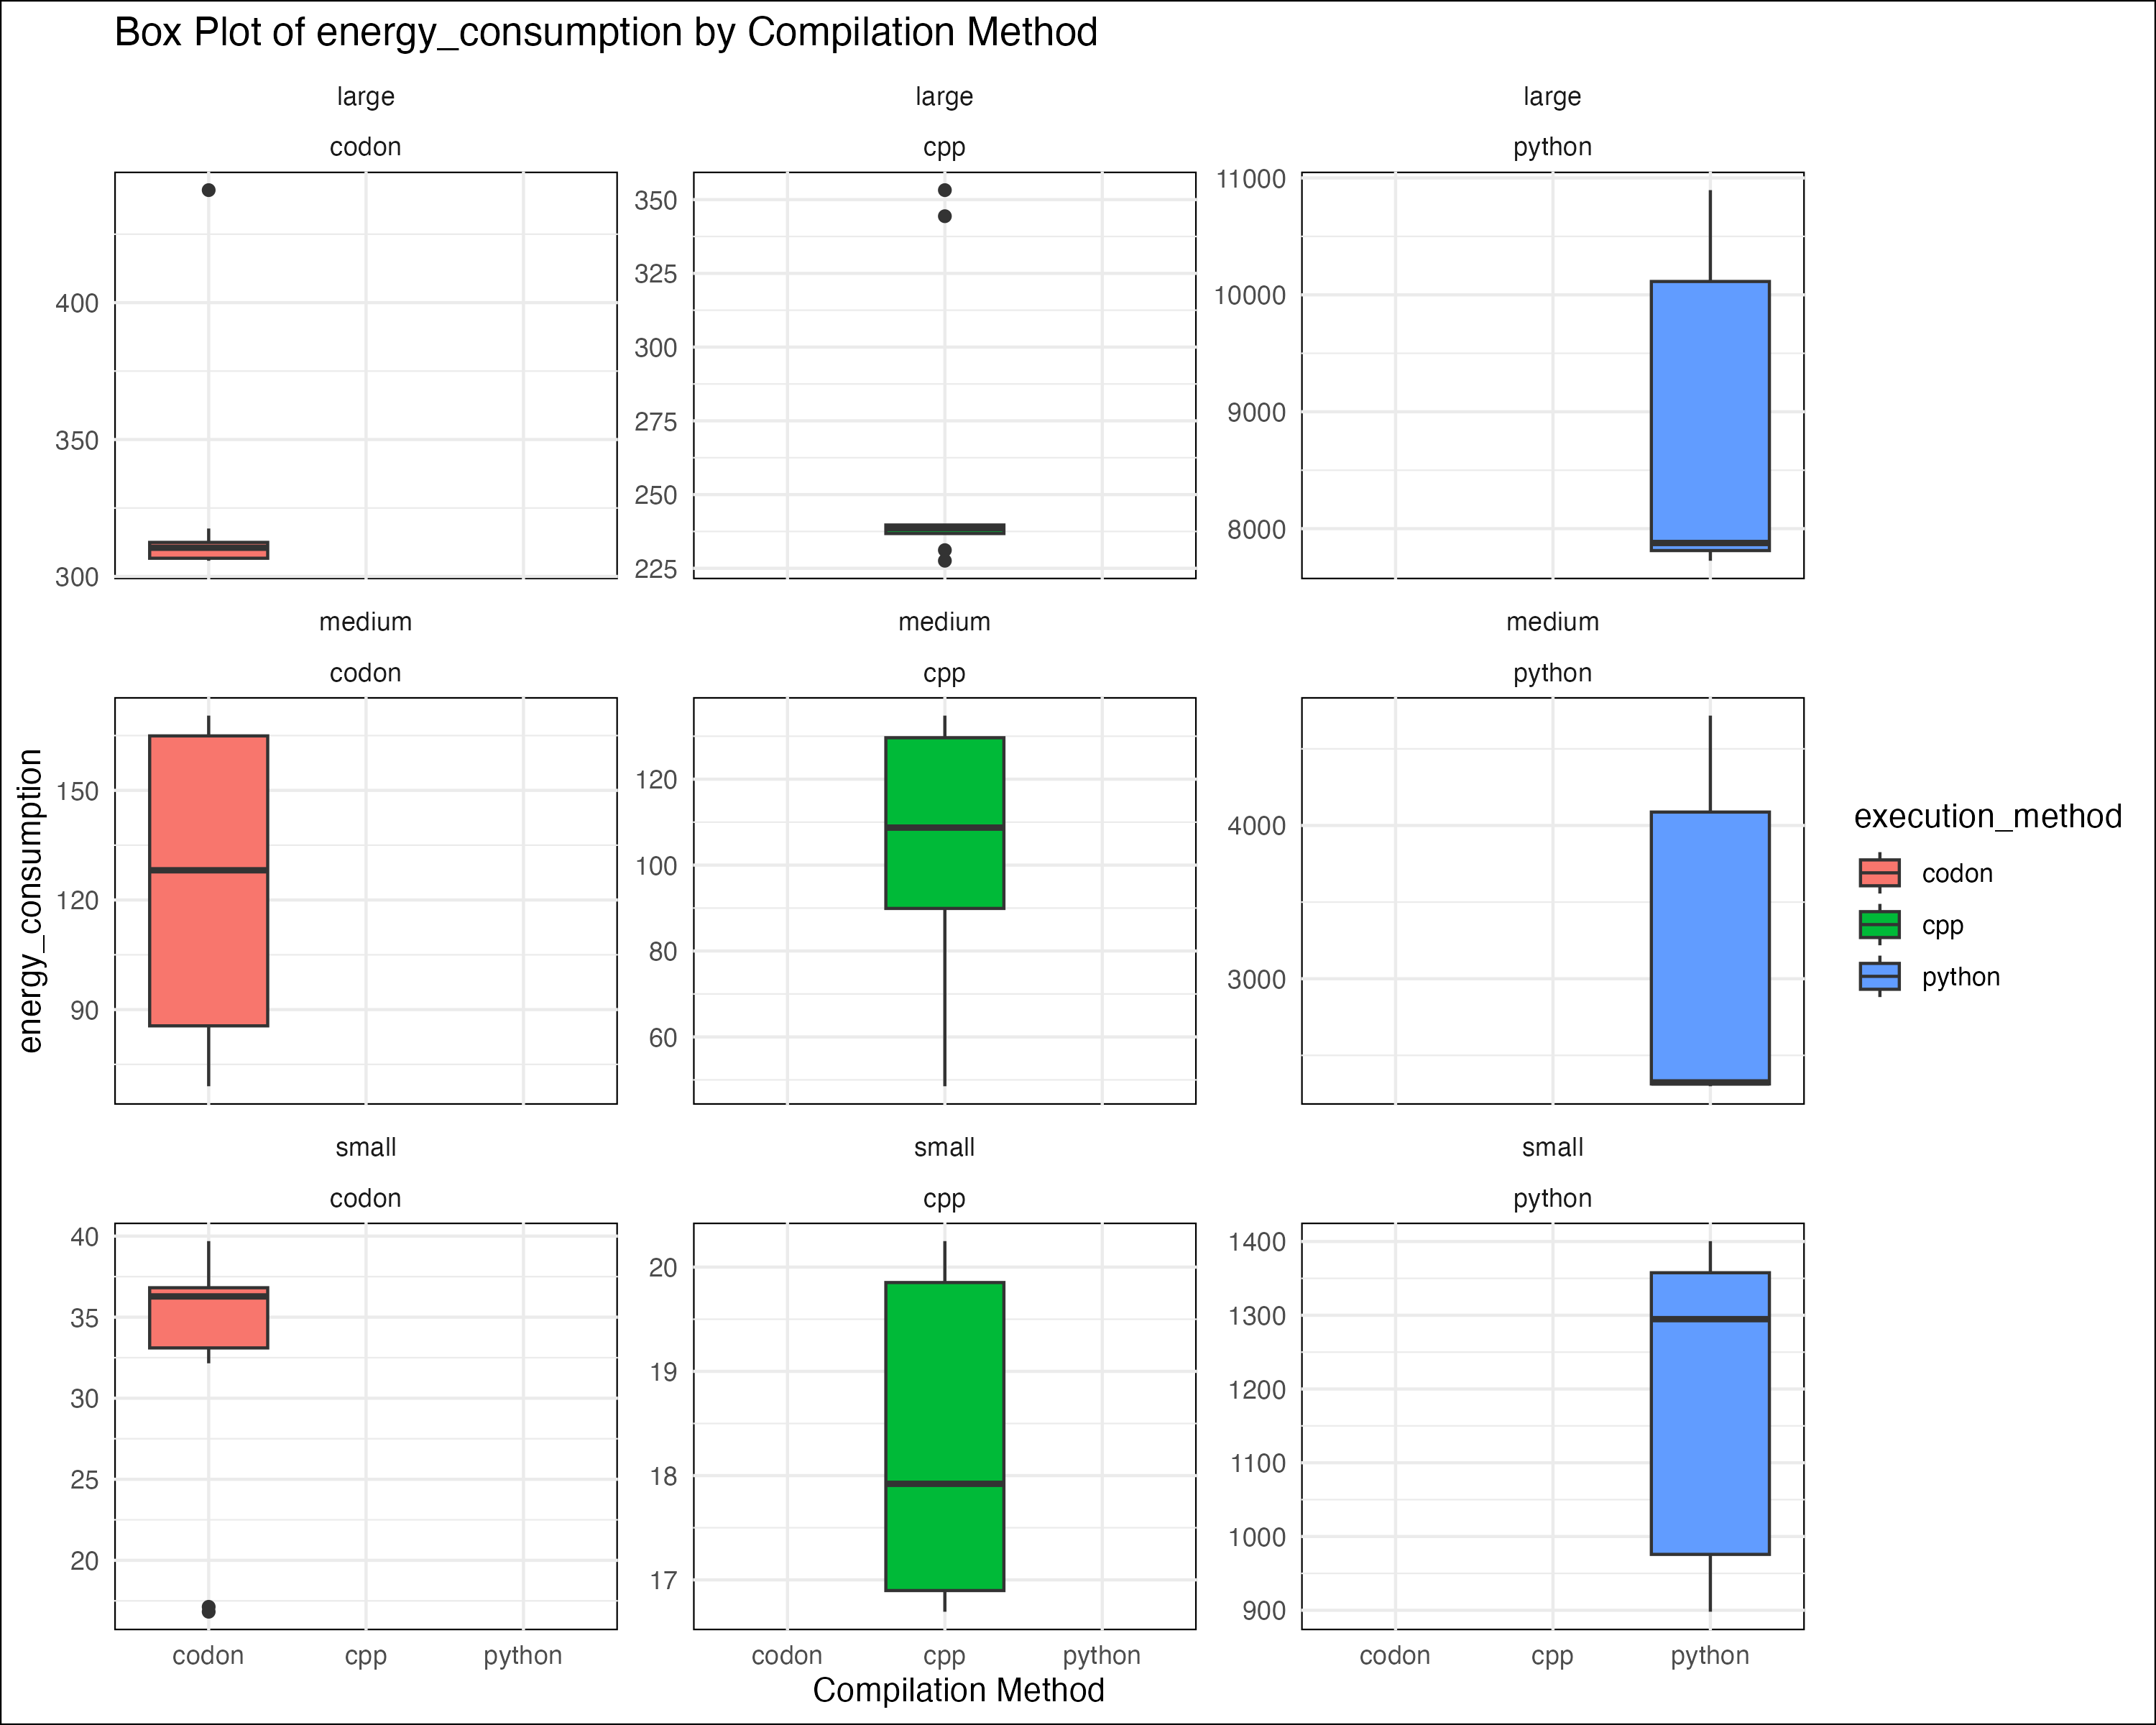 Box Plot of energy_consumption by Compilation Method
large
large
large
codon
cpp
python
400
350
300
350
325
300
275
250
225
11000
10000
9000
8000
medium
medium
medium
codon
cpp
python
150
120
90
120
100
80
60
4000
3000
small
small
small
codon
cpp
python
40
35
30
25
20
20
19
18
17
1400
1300
1200
1100
1000
900
codon cpp python
codon cpp python
codon cpp python
Compilation Method
energy_consumption
execution_method
codon
cpp
python